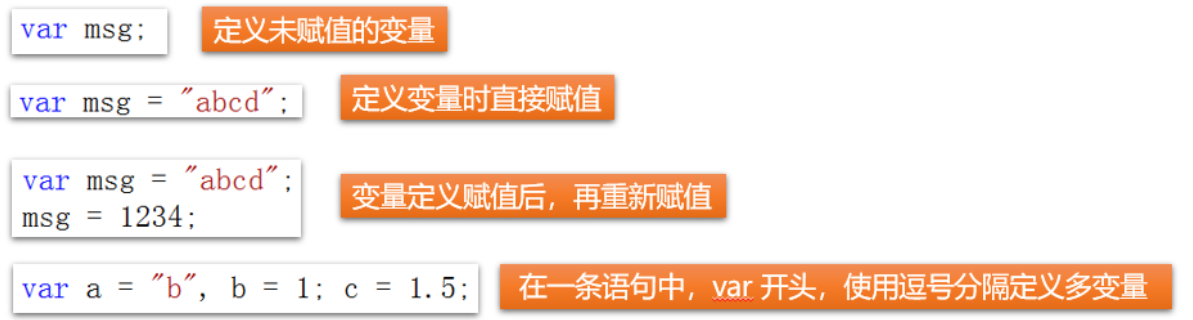 var msg; 定义未赋值的变量
var msg = "abcd"; 定义变量时直接赋值
var msg = "abcd";
msg = 1234;
变量定义赋值后，再重新赋值
var a = "b", b = 1; c = 1.5; 在一条语句中，var 开头，使用逗号分隔定义多变量